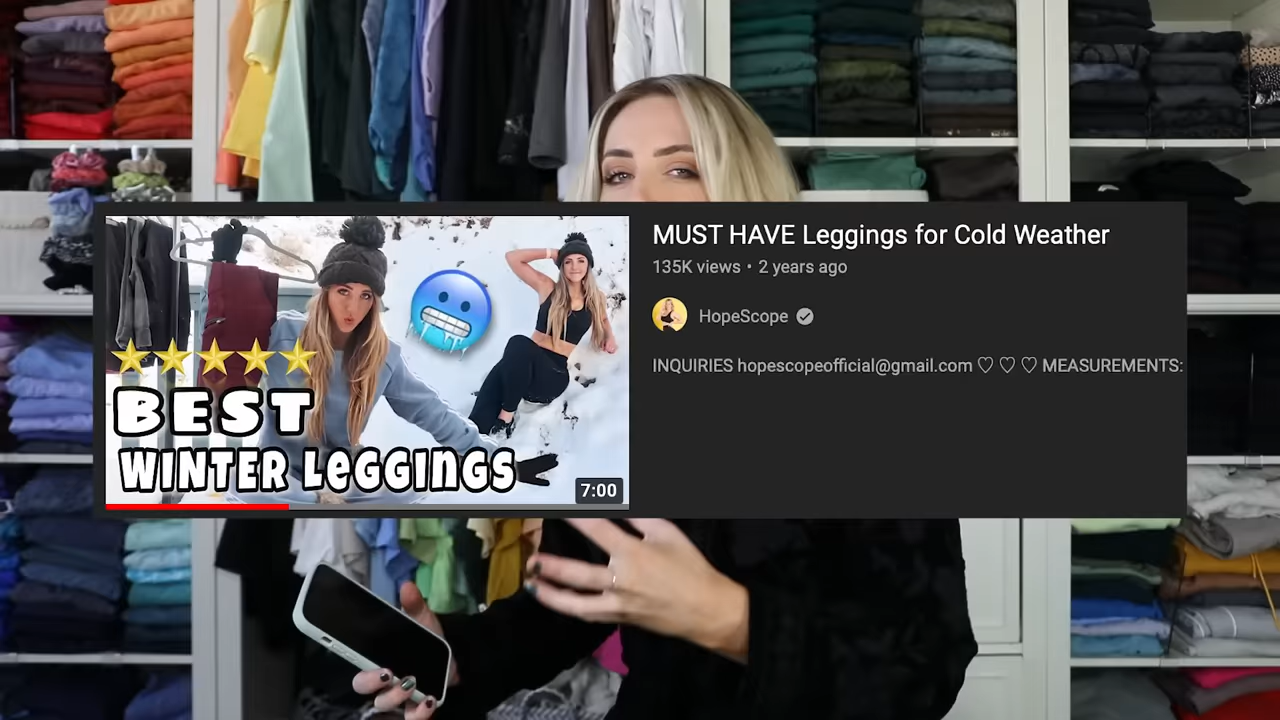 MUST HAVE Leggings for Cold Weather
135K views • 2 years ago
HopeScope
INQUIRIES hopescopeofficial@gmail.com ♡ ♡ ♡ MEASUREMENTS:
BEST
WINTER LeGGInGS
7:00